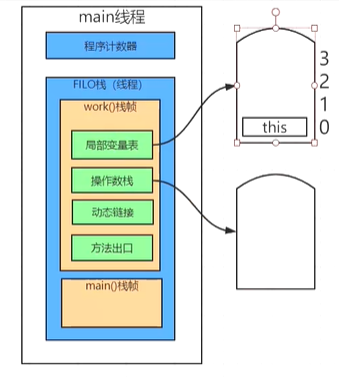 main线程
程序计数器
FILO栈（线程）
work()栈帧
局部变量表
操作数栈
动态链接
方法出口
main()栈帧
3
2
1
this
0